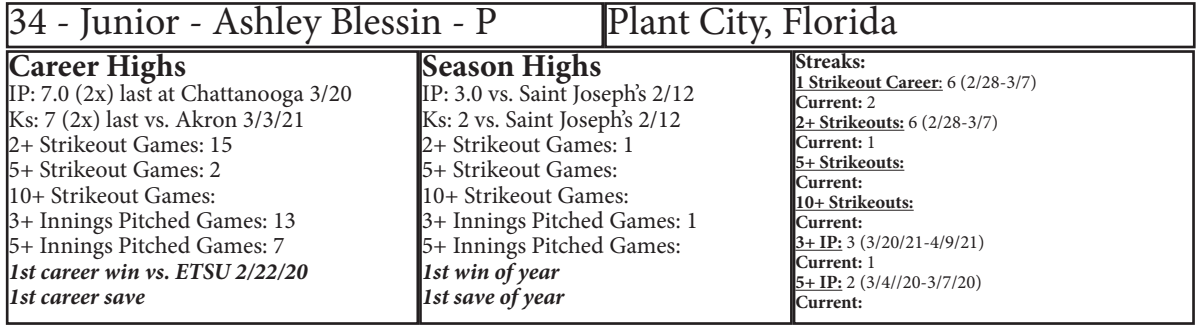 34 - Junior - Ashley Blessin - P
Plant City, Florida
Career Highs
IP: 7.0 (2x) last at Chattanooga 3/20
Ks: 7 (2x) last vs. Akron 3/3/21
2+ Strikeout Games: 15
5+ Strikeout Games: 2
10+ Strikeout Games:
3+ Innings Pitched Games: 13
5+ Innings Pitched Games: 7
1st career win vs. ETSU 2/22/20
1st career save
Season Highs
IP: 3.0 vs. Saint Joseph's 2/12
Ks: 2 vs. Saint Joseph's 2/12
2+ Strikeout Games: 1
5+ Strikeout Games:
10+ Strikeout Games:
3+ Innings Pitched Games: 1
5+ Innings Pitched Games:
1st win of year
1st save of year
Streaks:
1 Strikeout Career: 6 (2/28-3/7)
Current: 2
2+ Strikeouts: 6 (2/28-3/7)
Current: 1
5+ Strikeouts:
Current:
10+ Strikeouts:
Current:
3+ IP: 3 (3/20/21-4/9/21)
Current: 1
5+ IP: 2 (3/4//20-3/7/20)
Current: